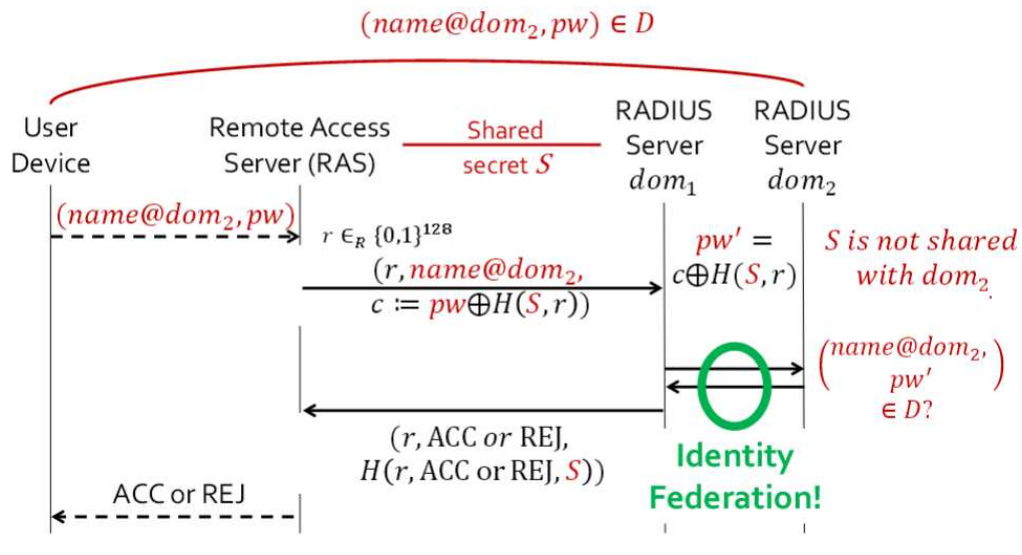 (name@dom₂, pw) ∈ D
User
Device
Remote Access
Server (RAS)
Shared
secret S
RADIUS
Server
dom₁
RADIUS
Server
dom₂
(name@dom₂, pw)
r ∈_R {0,1}¹²⁸
(r, name@dom₂,
c := pw⊕H(S, r))
pw′ =
c⊕H(S, r)
S is not shared
with dom₂.
(name@dom₂,
pw′)
∈ D?
(r, ACC or REJ,
H(r, ACC or REJ, S))
Identity
Federation!
ACC or REJ